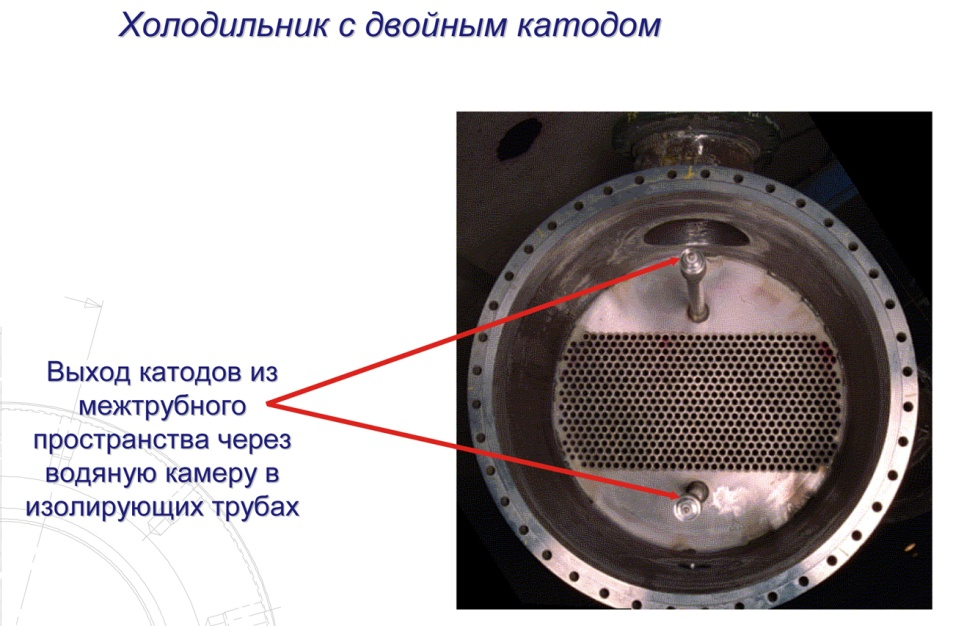 Холодильник с двойным катодом
Выход катодов из
межтрубного
пространства через
водяную камеру в
изолирующих трубах